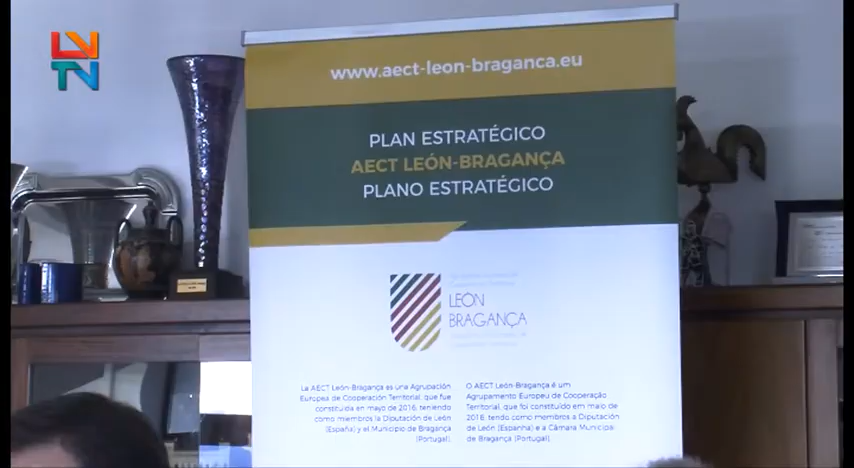 LVTV
www.aect-leon-braganca.eu
PLAN ESTRATÉGICO
AECT LEÓN-BRAGANÇA
PLANO ESTRATÉGICO
LEÓN
BRAGANÇA
La AECT León-Bragança es una Agrupación
Europea de Cooperación Territorial, que fue
constituida en mayo de 2016, teniendo
como miembros la Diputación de León
(España) y el Municipio de Bragança
(Portugal).
O AECT León-Bragança é um
Agrupamento Europeu de Cooperação
Territorial, que foi constituído em maio de
2016, tendo como membros a Diputación
de León (Espanha) e a Câmara Municipal
de Bragança (Portugal).